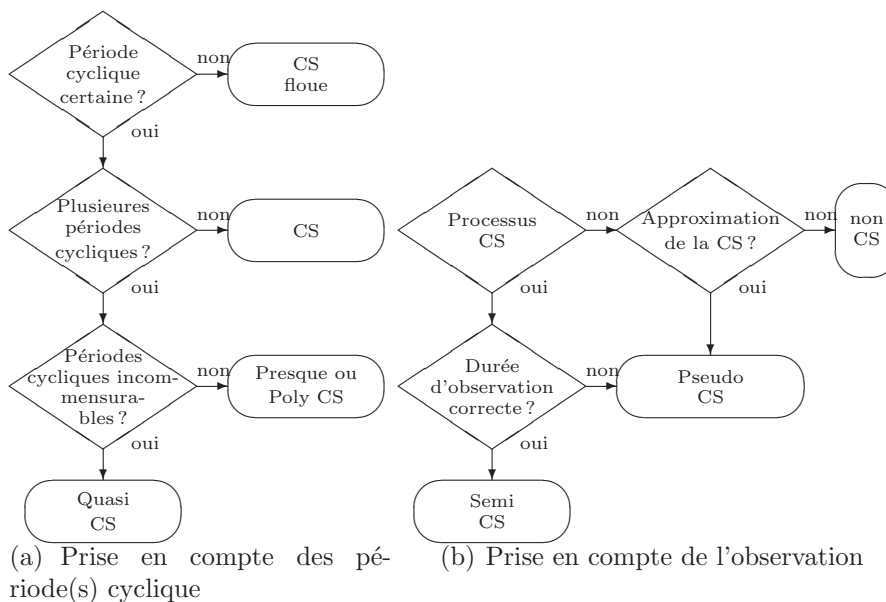 Période
cyclique
certaine ?
non
CS
floue
oui
Plusieures
périodes
cycliques ?
non
CS
oui
Périodes
cycliques incom-
mensura-
bles ?
non
Presque ou
Poly CS
oui
Quasi
CS
(a) Prise en compte des pé-
riode(s) cyclique
Processus
CS
non
Approximation
de la CS ?
non
non
CS
oui
oui
Durée
d'observation
correcte ?
non
Pseudo
CS
oui
Semi
CS
(b) Prise en compte de l'observation